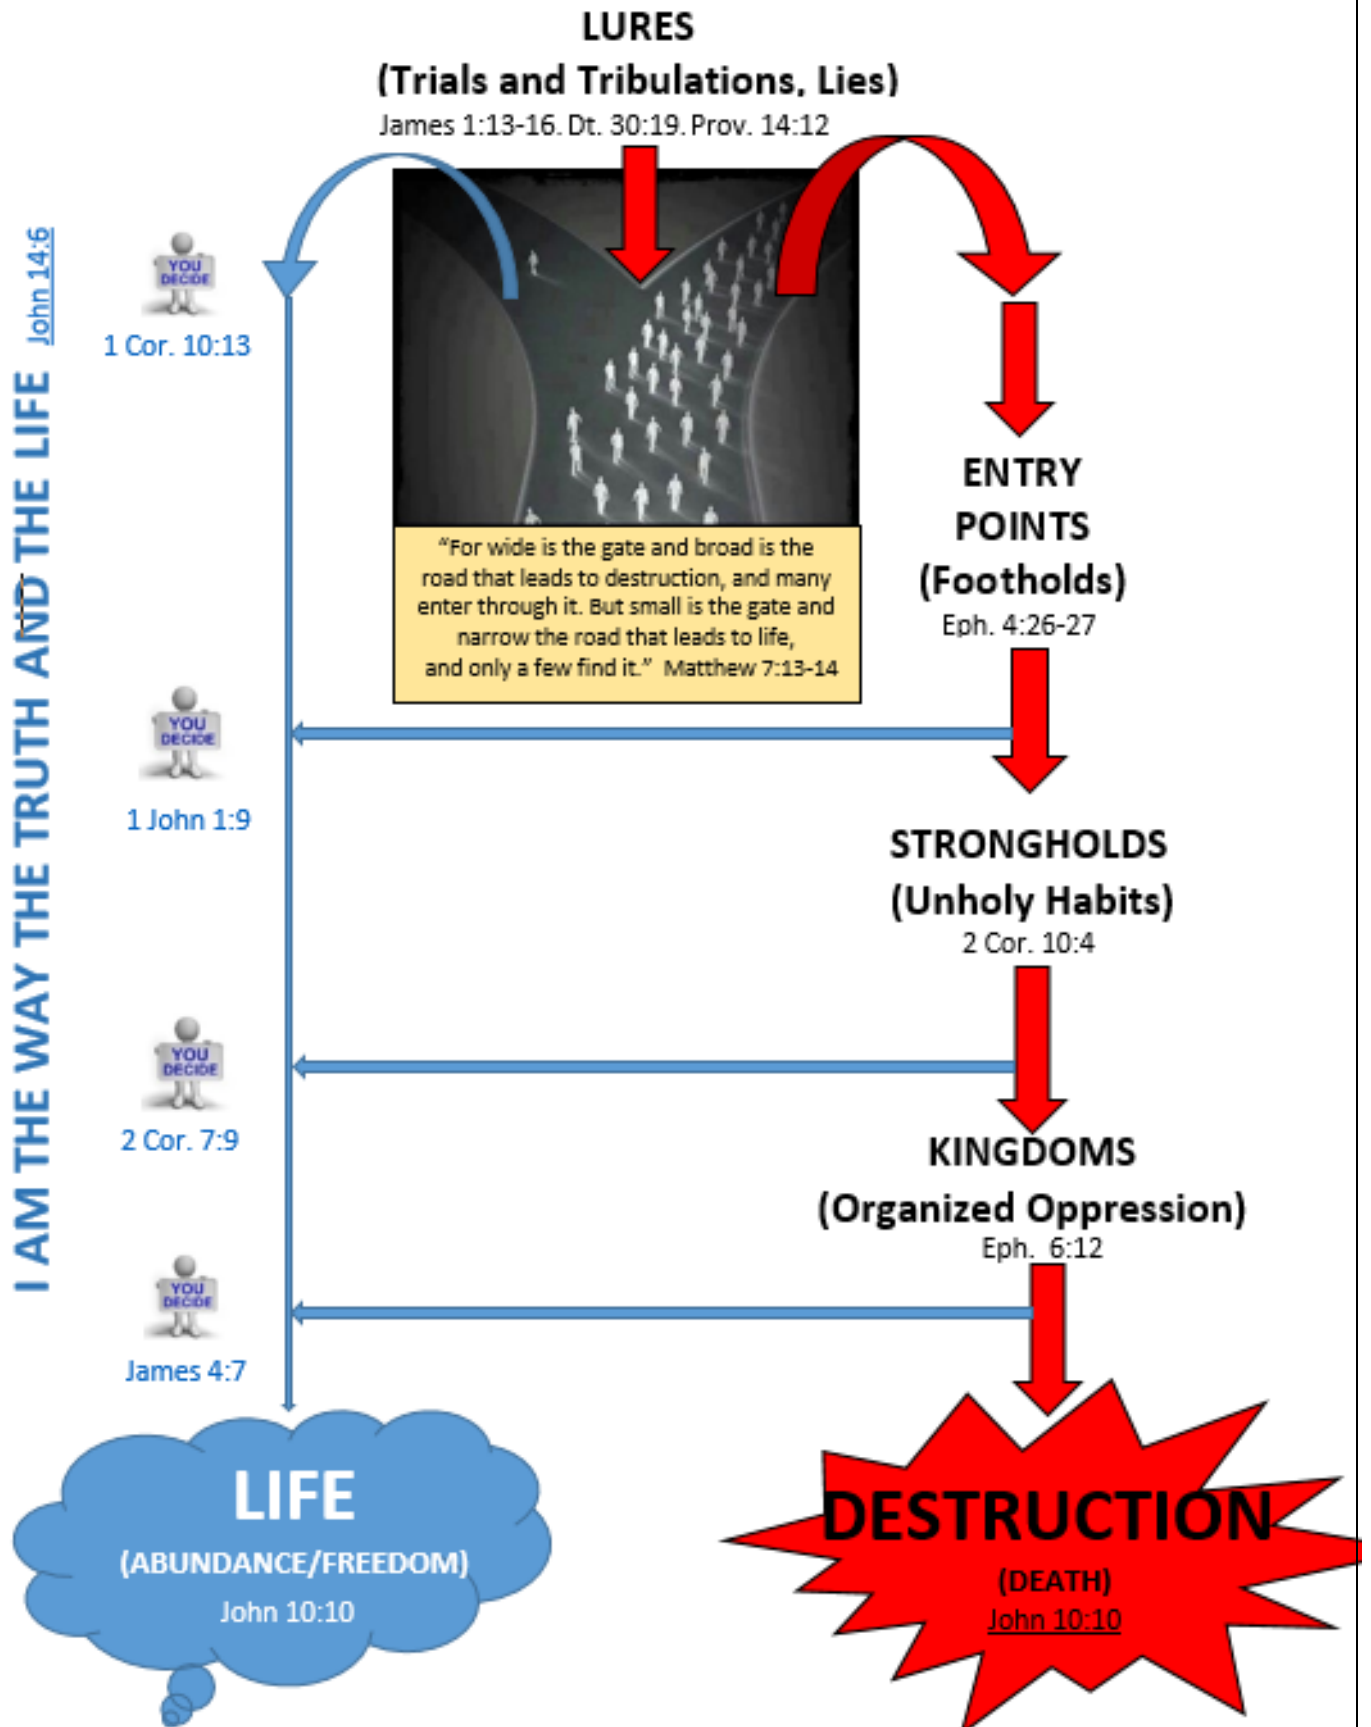 LURES
(Trials and Tribulations, Lies)
James 1:13-16. Dt. 30:19. Prov. 14:12
I AM THE WAY THE TRUTH AND THE LIFE John 14:6
YOU
DECIDE
1 Cor. 10:13
"For wide is the gate and broad is the
road that leads to destruction, and many
enter through it. But small is the gate and
narrow the road that leads to life,
and only a few find it." Matthew 7:13-14
ENTRY
POINTS
(Footholds)
Eph. 4:26-27
YOU
DECIDE
1 John 1:9
STRONGHOLDS
(Unholy Habits)
2 Cor. 10:4
YOU
DECIDE
2 Cor. 7:9
KINGDOMS
(Organized Oppression)
Eph. 6:12
YOU
DECIDE
James 4:7
LIFE
(ABUNDANCE/FREEDOM)
John 10:10
DESTRUCTION
(DEATH)
John 10:10